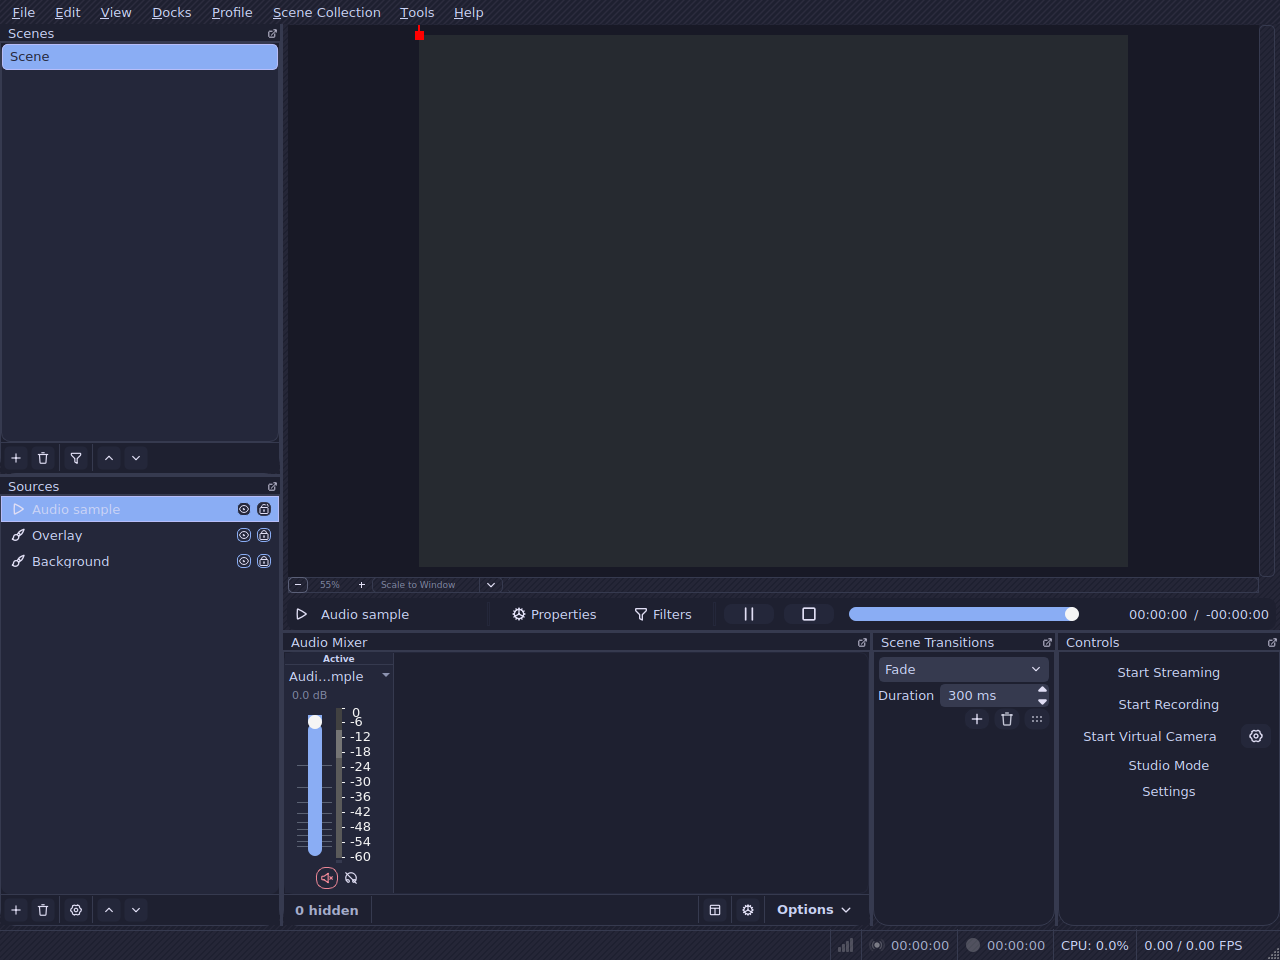 File Edit View Docks Profile Scene Collection Tools Help
Scenes
Scene
Sources
Audio sample
Overlay
Background
55% Scale to Window
Audio sample Properties Filters 00:00:00 / -00:00:00
Audio Mixer
Active
Audi...mple
0.0 dB
0
-6
-12
-18
-24
-30
-36
-42
-48
-54
-60
0 hidden Options
Scene Transitions
Fade
Duration 300 ms
Controls
Start Streaming
Start Recording
Start Virtual Camera
Studio Mode
Settings
00:00:00 00:00:00 CPU: 0.0% 0.00 / 0.00 FPS